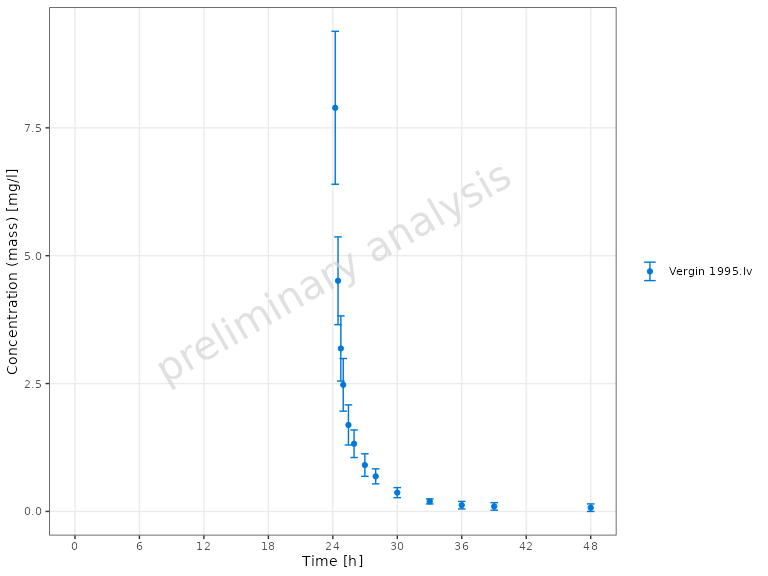 7.5
5.0
2.5
0.0
Concentration (mass) [mg/l]
preliminary analysis
0 6 12 18 24 30 36 42 48
Time [h]
Vergin 1995.Iv